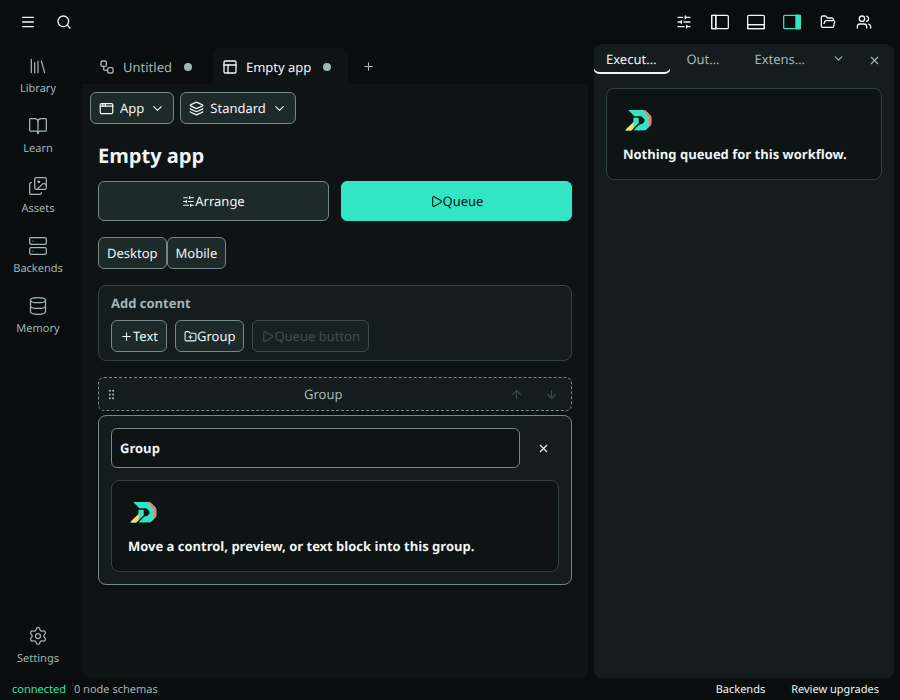 Untitled
Empty app
Execut...
Out...
Extens...
Library
Learn
Assets
Backends
Memory
Settings
App
Standard
Empty app
Arrange
Queue
Desktop
Mobile
Add content
Text
Group
Queue button
Group
Group
Move a control, preview, or text block into this group.
Nothing queued for this workflow.
connected
0 node schemas
Backends
Review upgrades